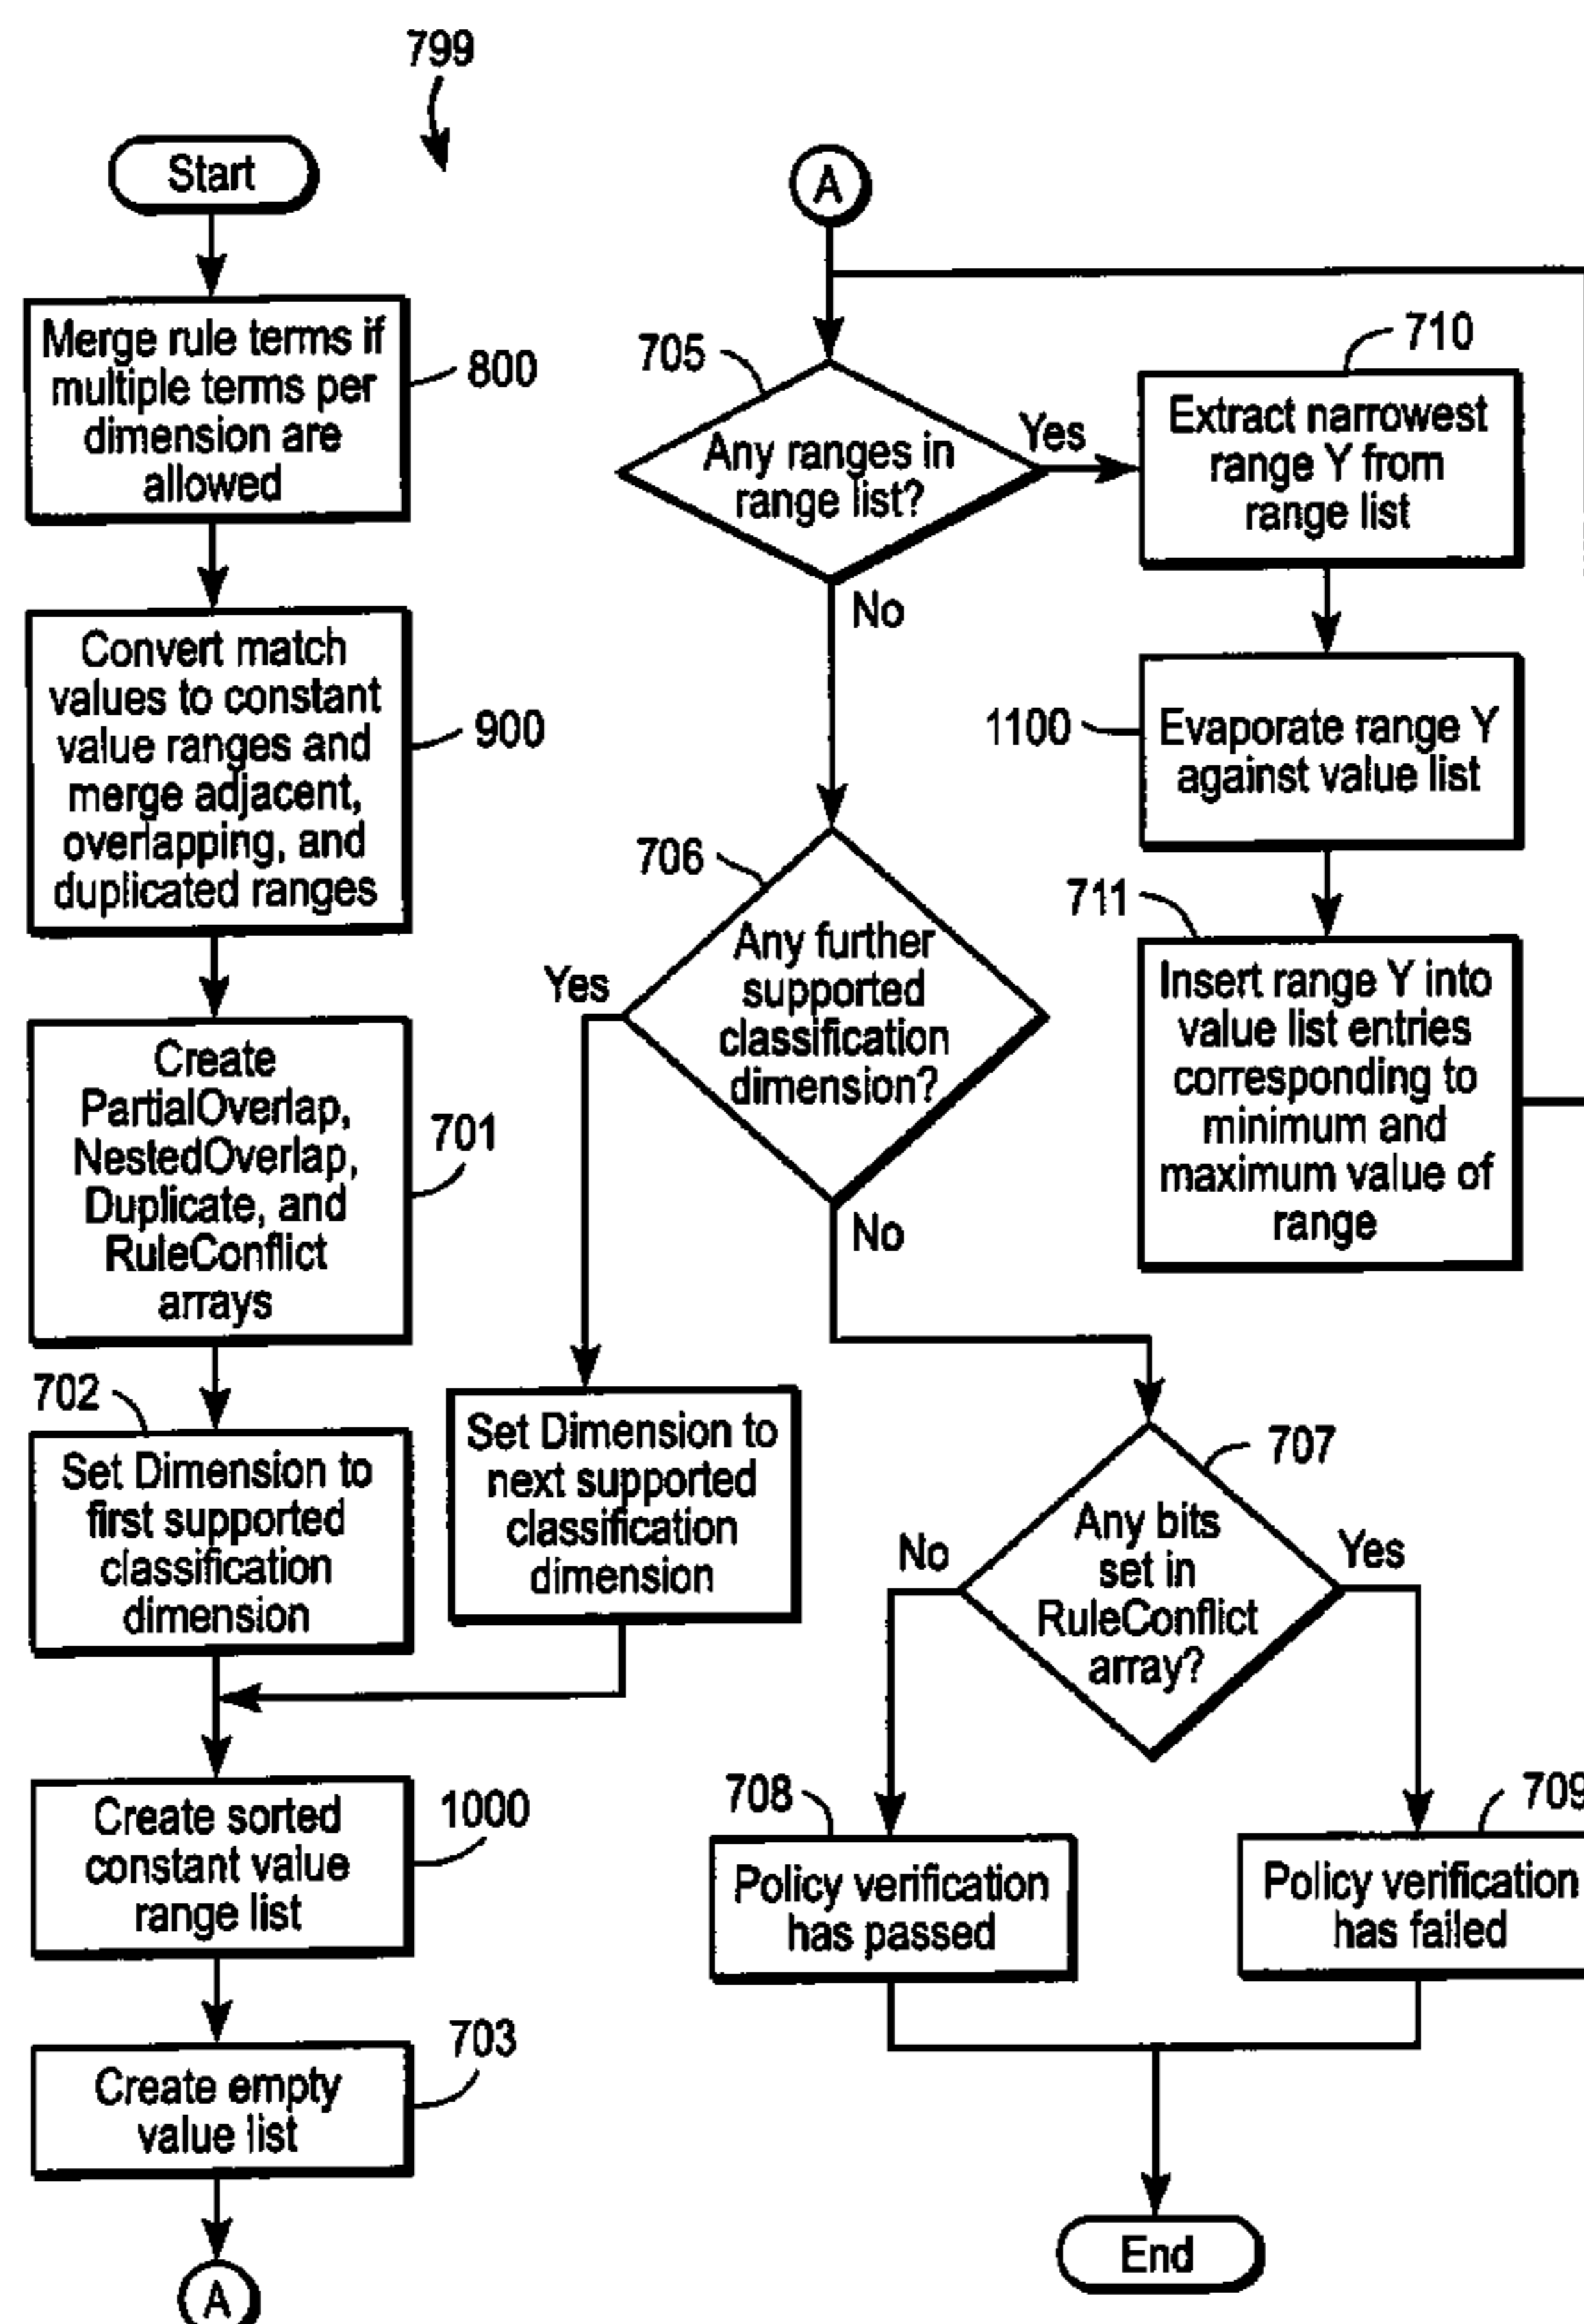 799
Start
Merge rule terms if
multiple terms per
dimension are
allowed
800
Convert match
values to constant
value ranges and
merge adjacent,
overlapping, and
duplicated ranges
900
Create
PartialOverlap,
NestedOverlap,
Duplicate, and
RuleConflict
arrays
701
702
Set Dimension to
first supported
classification
dimension
Set Dimension to
next supported
classification
dimension
Create sorted
constant value
range list
1000
Create empty
value list
703
A
A
705
Any ranges in
range list?
Yes
No
710
Extract narrowest
range Y from
range list
1100
Evaporate range Y
against value list
711
Insert range Y into
value list entries
corresponding to
minimum and
maximum value of
range
706
Any further
supported
classification
dimension?
Yes
No
707
Any bits
set in
RuleConflict
array?
No
Yes
708
Policy verification
has passed
709
Policy verification
has failed
End